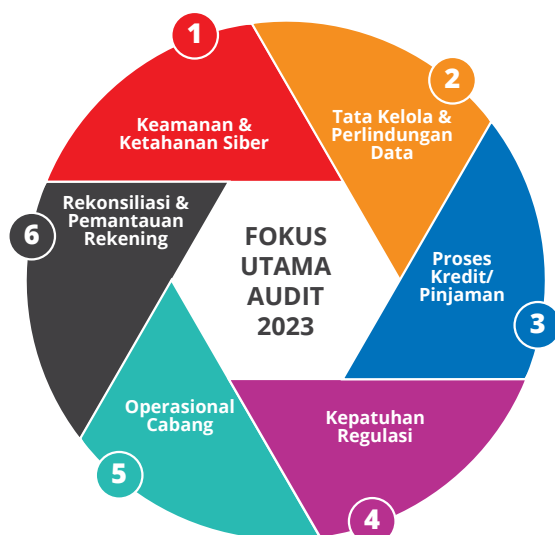 1
Keamanan &
Ketahanan Siber
2
Tata Kelola &
Perlindungan
Data
3
Proses
Kredit/
Pinjaman
4
Kepatuhan
Regulasi
5
Operasional
Cabang
6
Rekonsiliasi &
Pemantauan
Rekening
FOKUS
UTAMA
AUDIT
2023